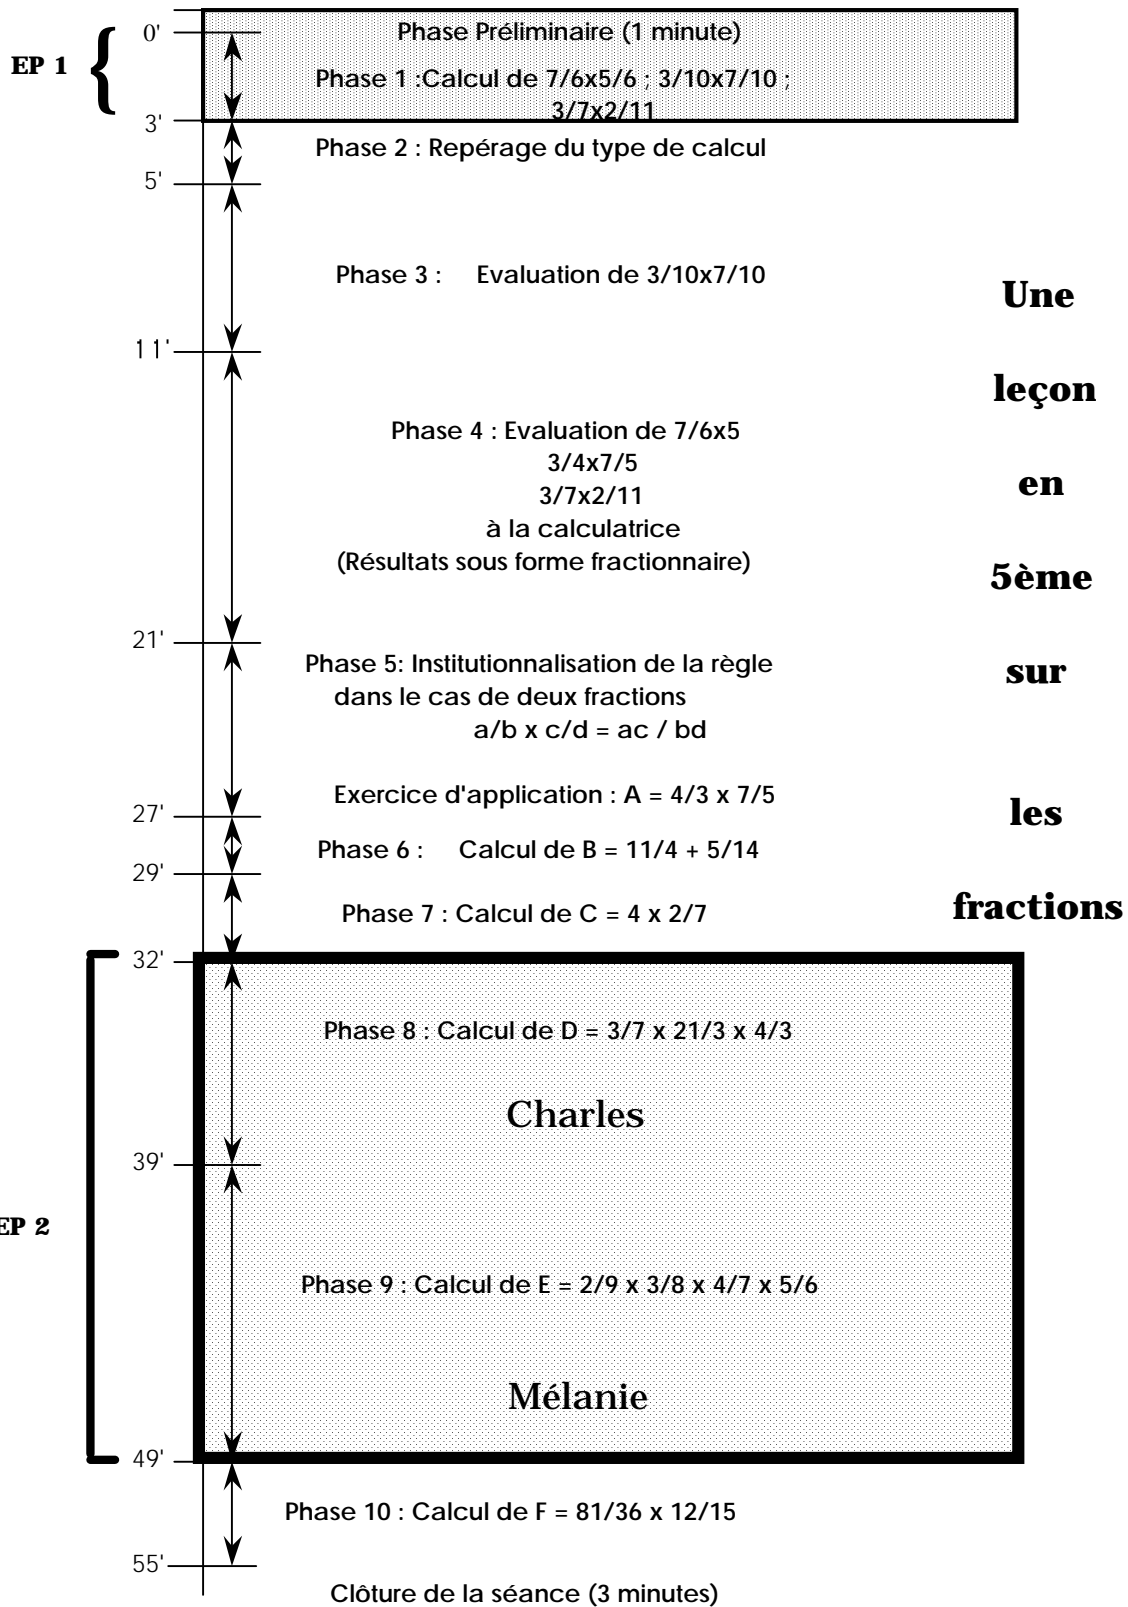 0'
Phase Préliminaire (1 minute)
EP 1
Phase 1 :Calcul de 7/6x5/6 ; 3/10x7/10 ;
3/7x2/11
3'
Phase 2 : Repérage du type de calcul
5'
Phase 3 : Evaluation de 3/10x7/10
Une
11'
leçon
Phase 4 : Evaluation de 7/6x5
3/4x7/5
3/7x2/11
à la calculatrice
(Résultats sous forme fractionnaire)
en
5ème
21'
Phase 5: Institutionnalisation de la règle
dans le cas de deux fractions
a/b x c/d = ac / bd
sur
Exercice d'application : A = 4/3 x 7/5
27'
les
Phase 6 : Calcul de B = 11/4 + 5/14
29'
Phase 7 : Calcul de C = 4 x 2/7
fractions
32'
Phase 8 : Calcul de D = 3/7 x 21/3 x 4/3
Charles
39'
EP 2
Phase 9 : Calcul de E = 2/9 x 3/8 x 4/7 x 5/6
Mélanie
49'
Phase 10 : Calcul de F = 81/36 x 12/15
55'
Clôture de la séance (3 minutes)